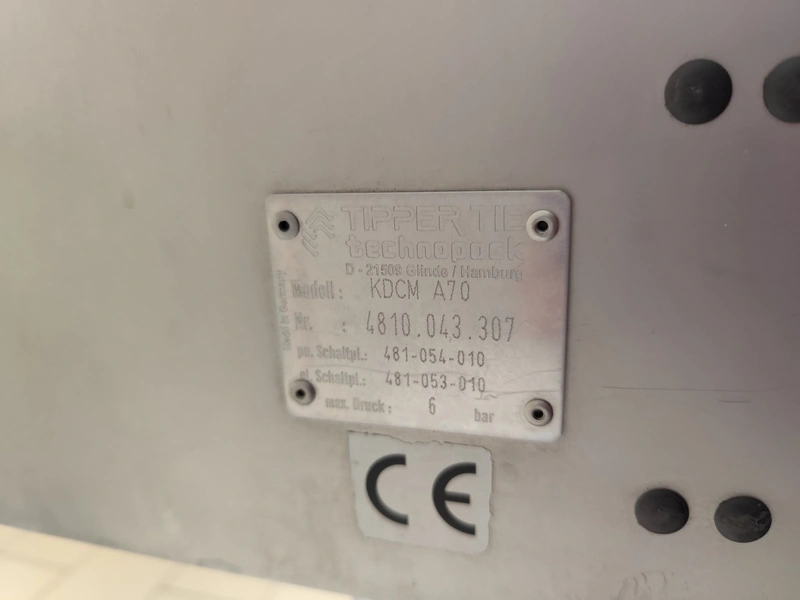 TIPPER TIE
technopack
D - 21509 Glinde / Hamburg
Modell : KDCM A70
Nr. : 4810.043.307
pn. Schaltpl.: 481-054-010
el. Schaltpl.: 481-053-010
max. Druck : 6 bar
Made in Germany
CE